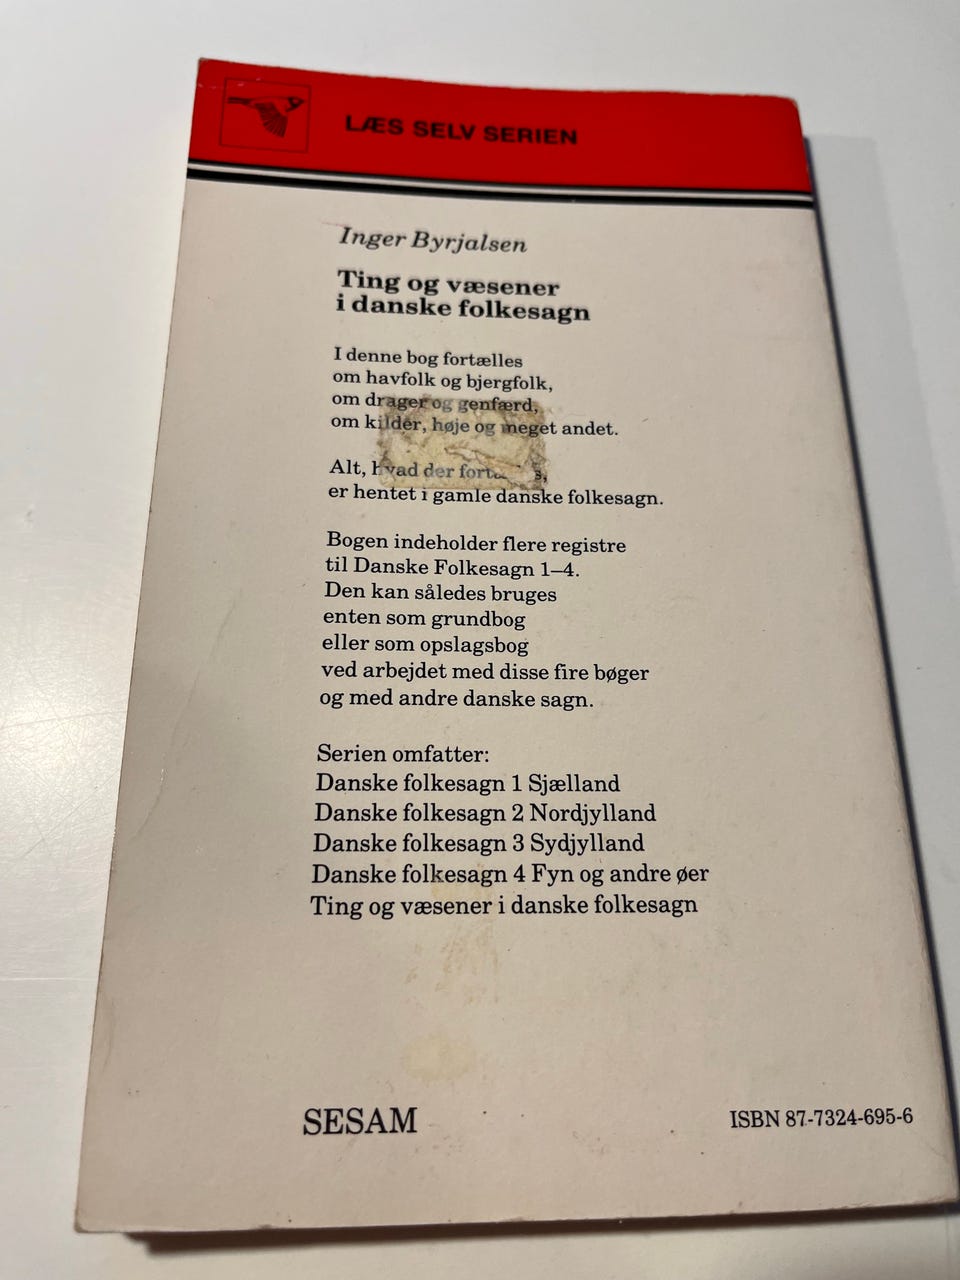 LÆS SELV SERIEN
Inger Byrjalsen
Ting og væsener
i danske folkesagn
I denne bog fortælles
om havfolk og bjergfolk,
om drager og genfærd,
om kilder, høje og meget andet.
Alt, hvad der
er hentet i gamle danske folkesagn.
Bogen indeholder flere registre
til Danske Folkesagn 1–4.
Den kan således bruges
enten som grundbog
eller som opslagsbog
ved arbejdet med disse fire bøger
og med andre danske sagn.
Serien omfatter:
Danske folkesagn 1 Sjælland
Danske folkesagn 2 Nordjylland
Danske folkesagn 3 Sydjylland
Danske folkesagn 4 Fyn og andre øer
Ting og væsener i danske folkesagn
SESAM
ISBN 87-7324-695-6